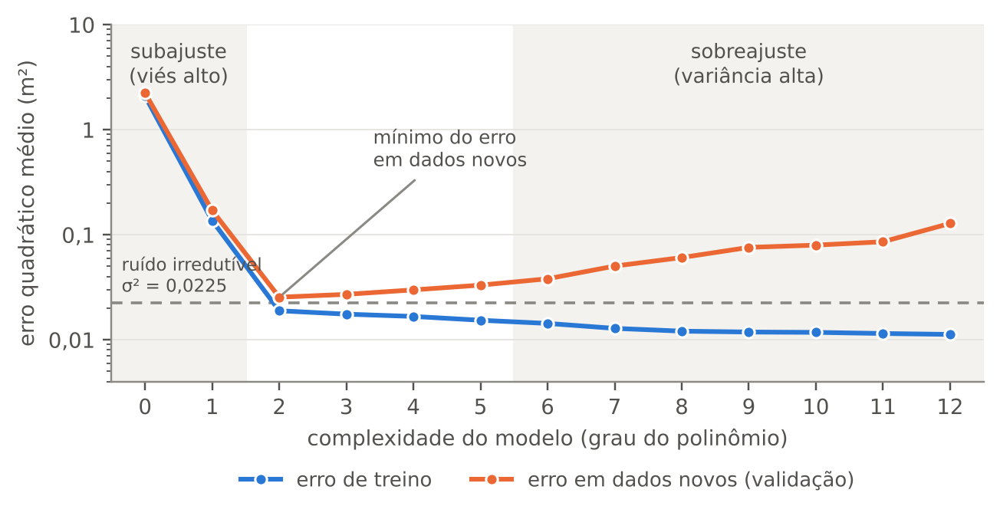 10
1
0,1
0,01
erro quadrático médio (m²)
subajuste
(viés alto)
sobreajuste
(variância alta)
mínimo do erro
em dados novos
ruído irredutível
σ² = 0,0225
0 1 2 3 4 5 6 7 8 9 10 11 12
complexidade do modelo (grau do polinômio)
erro de treino
erro em dados novos (validação)